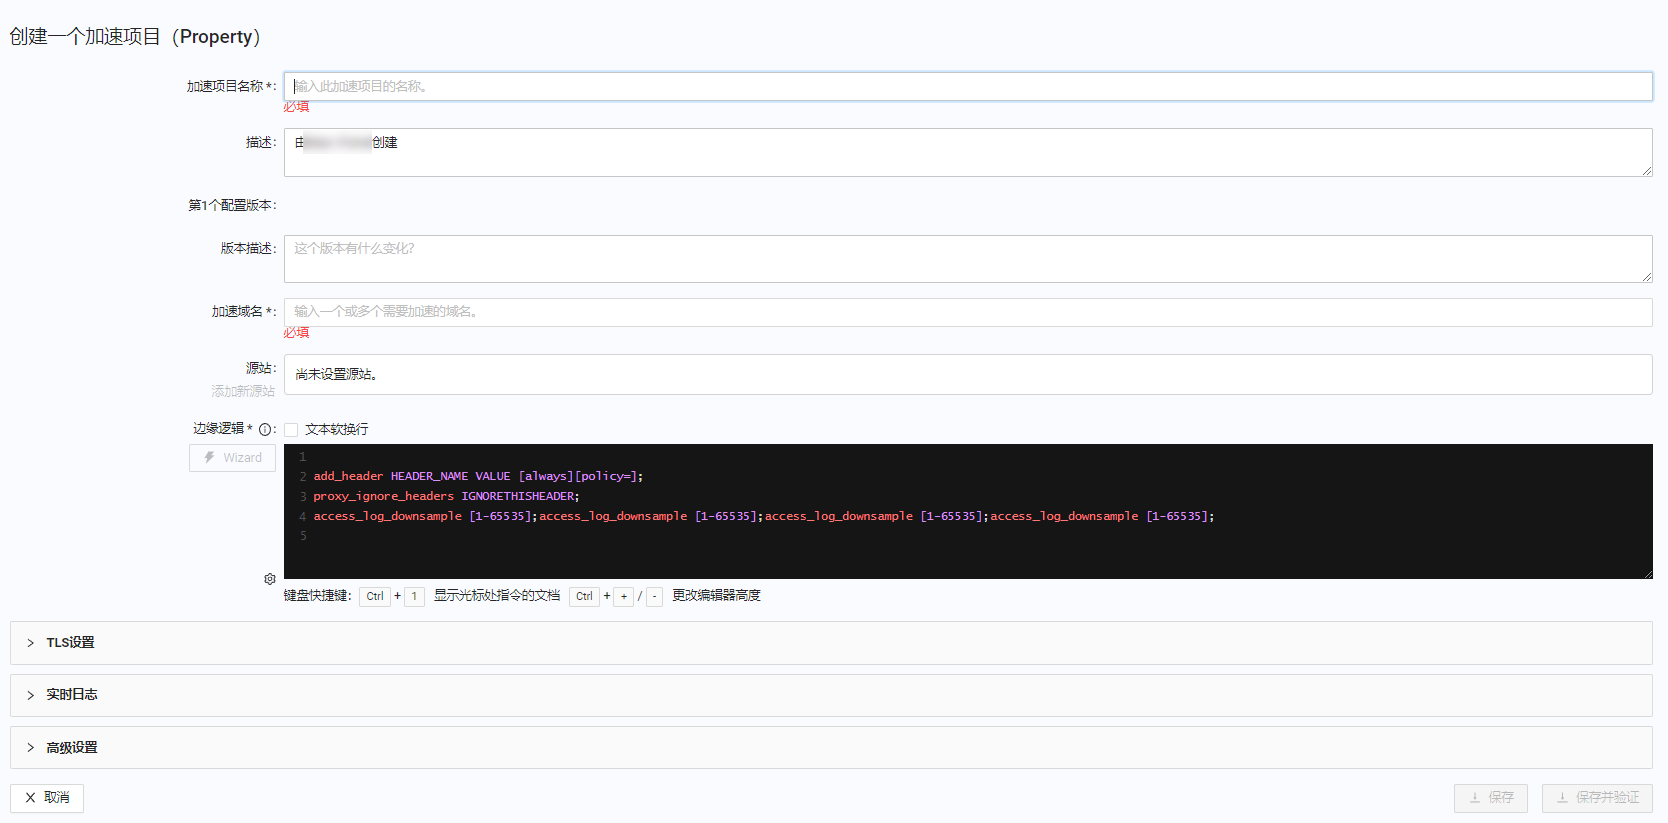 创建一个加速项目（Property）
加速项目名称 *:
输入此加速项目的名称。
必填
描述:
由 创建
第1个配置版本:
版本描述:
这个版本有什么变化?
加速域名 *:
输入一个或多个需要加速的域名。
必填
源站:
添加新源站
尚未设置源站。
边缘逻辑 * :
文本软换行
Wizard
1
2 add_header HEADER_NAME VALUE [always][policy=];
3 proxy_ignore_headers IGNORETHISHEADER;
4 access_log_downsample [1-65535];access_log_downsample [1-65535];access_log_downsample [1-65535];access_log_downsample [1-65535];
5
键盘快捷键: Ctrl + 1 显示光标处指令的文档 Ctrl + + / - 更改编辑器高度
TLS设置
实时日志
高级设置
取消
保存
保存并验证